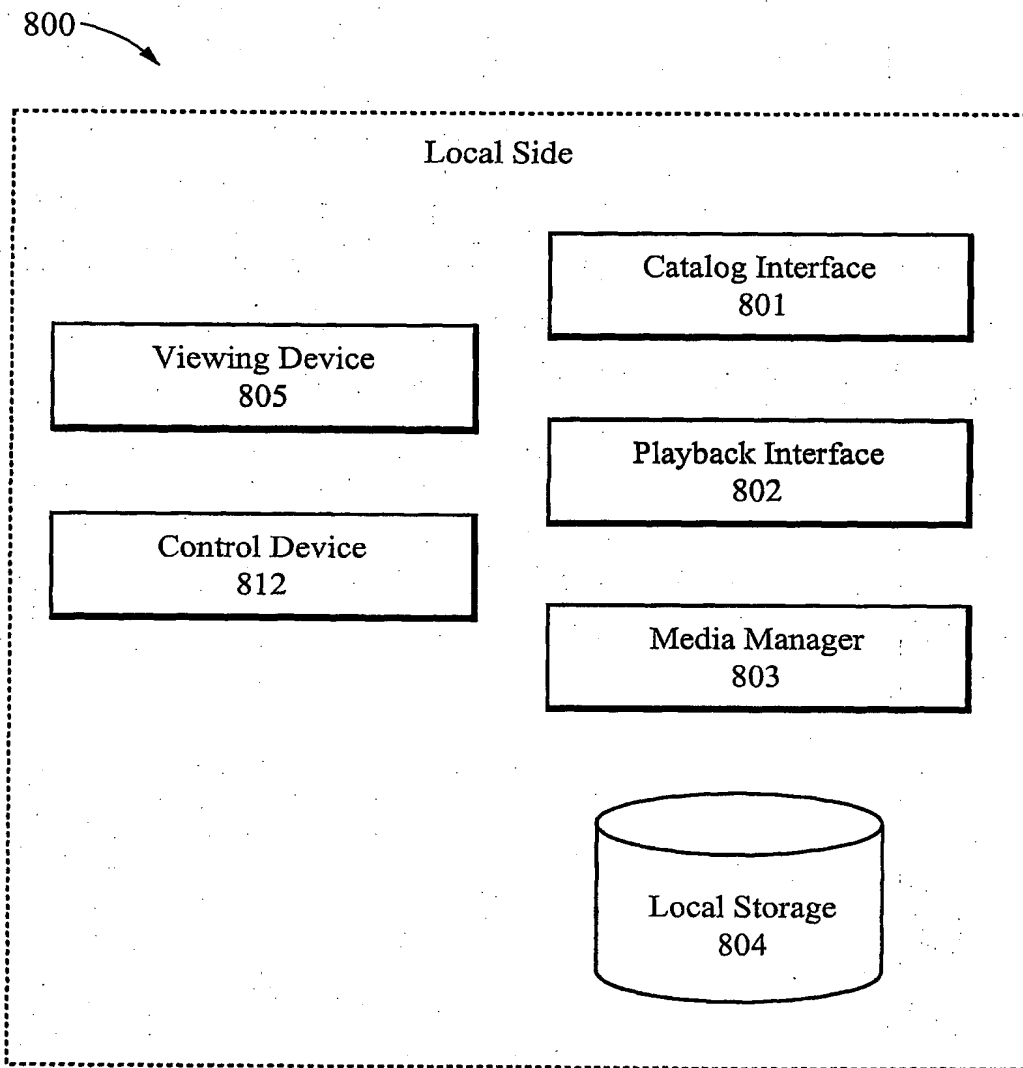 800
Local Side
Catalog Interface
801
Viewing Device
805
Playback Interface
802
Control Device
812
Media Manager
803
Local Storage
804